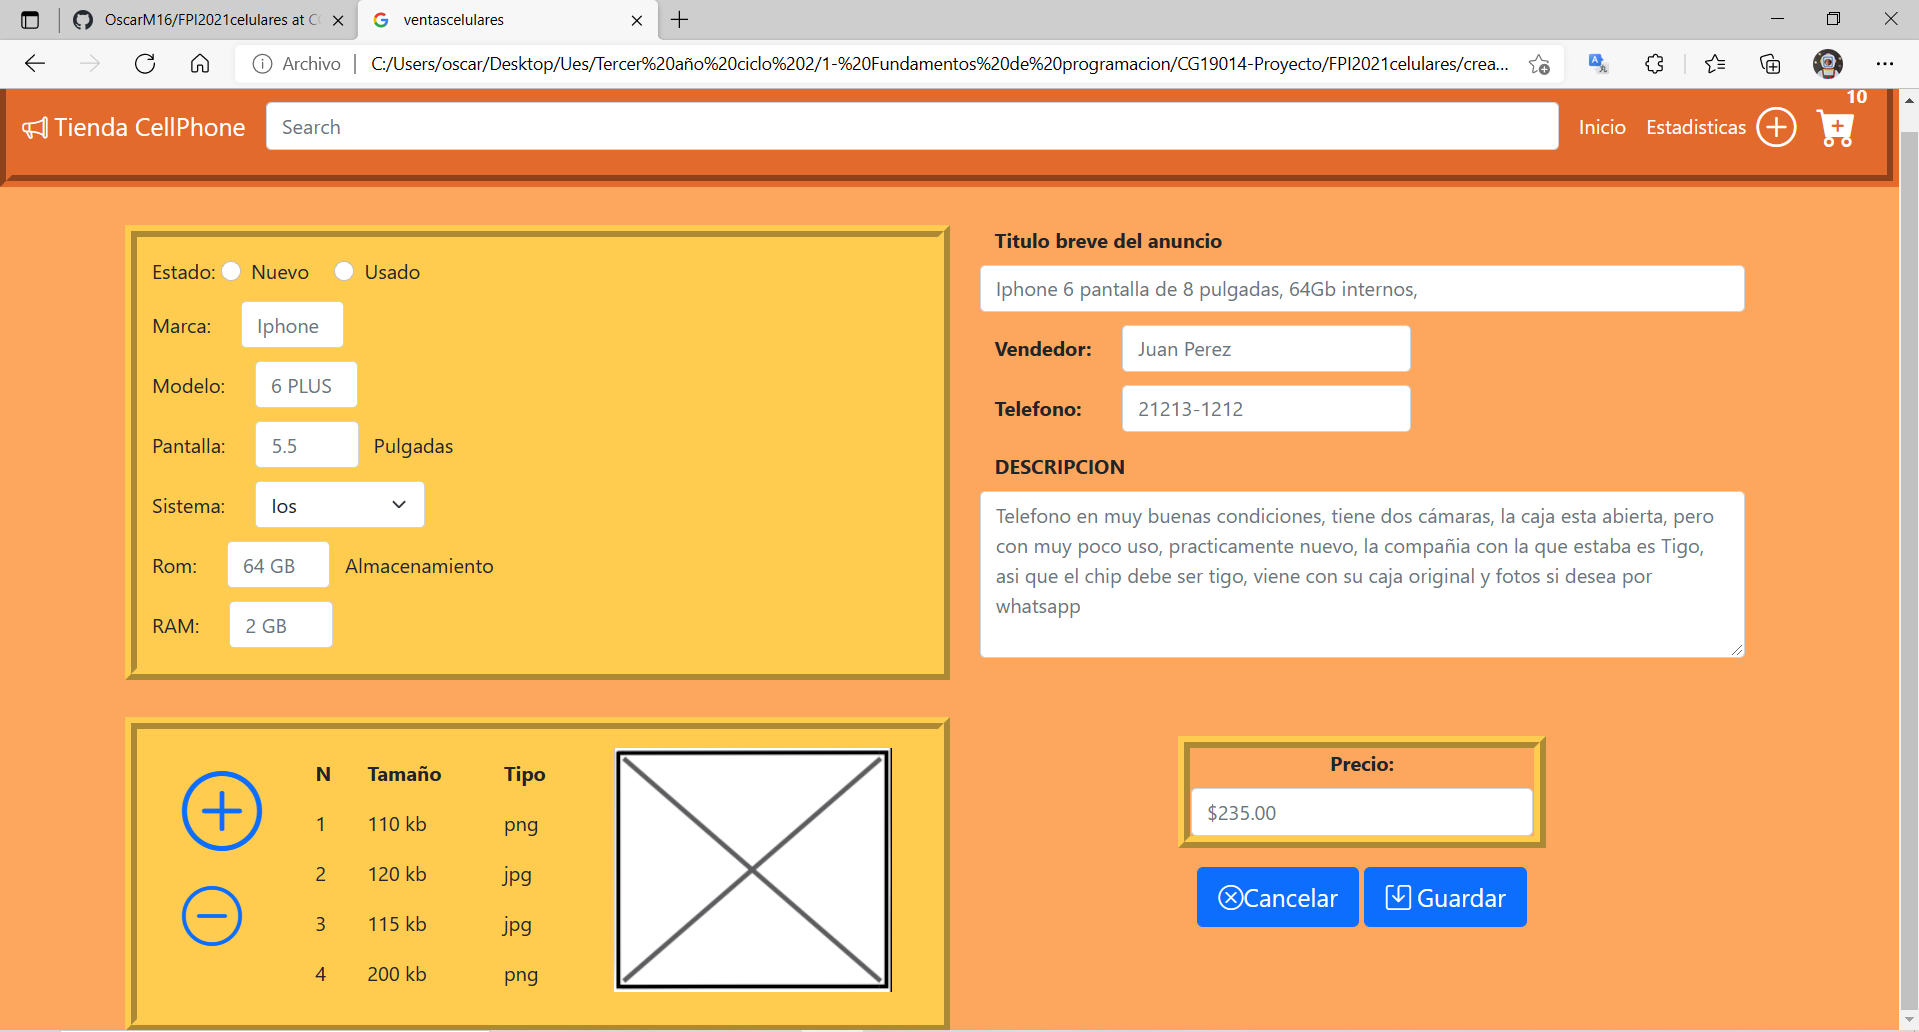 OscarM16/FPI2021celulares at C
ventascelulares
Archivo
C:/Users/oscar/Desktop/Ues/Tercer%20año%20ciclo%202/1-%20Fundamentos%20de%20programacion/CG19014-Proyecto/FPI2021celulares/crea...
Tienda CellPhone
Search
Inicio
Estadisticas
10
Estado:
Nuevo
Usado
Marca:
Iphone
Modelo:
6 PLUS
Pantalla:
5.5
Pulgadas
Sistema:
Ios
Rom:
64 GB
Almacenamiento
RAM:
2 GB
Titulo breve del anuncio
Iphone 6 pantalla de 8 pulgadas, 64Gb internos,
Vendedor:
Juan Perez
Telefono:
21213-1212
DESCRIPCION
Telefono en muy buenas condiciones, tiene dos cámaras, la caja esta abierta, pero
con muy poco uso, practicamente nuevo, la compañia con la que estaba es Tigo,
asi que el chip debe ser tigo, viene con su caja original y fotos si desea por
whatsapp
N Tamaño Tipo
1 110 kb png
2 120 kb jpg
3 115 kb jpg
4 200 kb png
Precio:
$235.00
Cancelar
Guardar